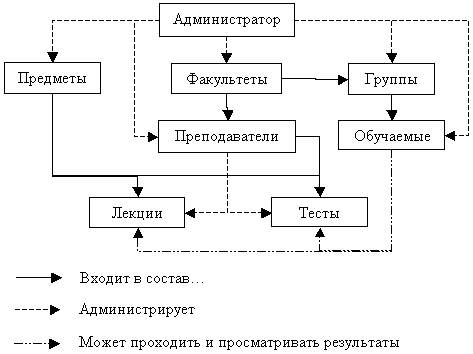 Администратор
Предметы
Факультеты
Группы
Преподаватели
Обучаемые
Лекции
Тесты
Входит в состав...
Администрирует
Может проходить и просматривать результаты